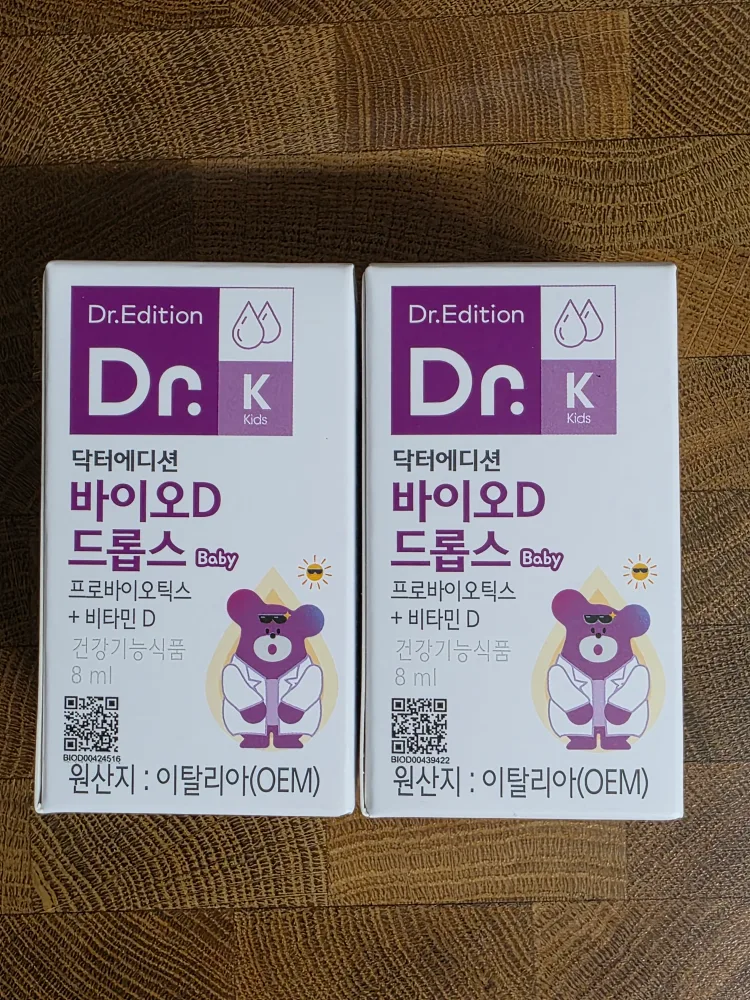 Dr.Edition
Dr.
K
Kids
닥터에디션
바이오D
드롭스 Baby
프로바이오틱스
+ 비타민 D
건강기능식품
8 ml
BIOD00424516
원산지 : 이탈리아(OEM)
Dr.Edition
Dr.
K
Kids
닥터에디션
바이오D
드롭스 Baby
프로바이오틱스
+ 비타민 D
건강기능식품
8 ml
BIOD00439422
원산지 : 이탈리아(OEM)